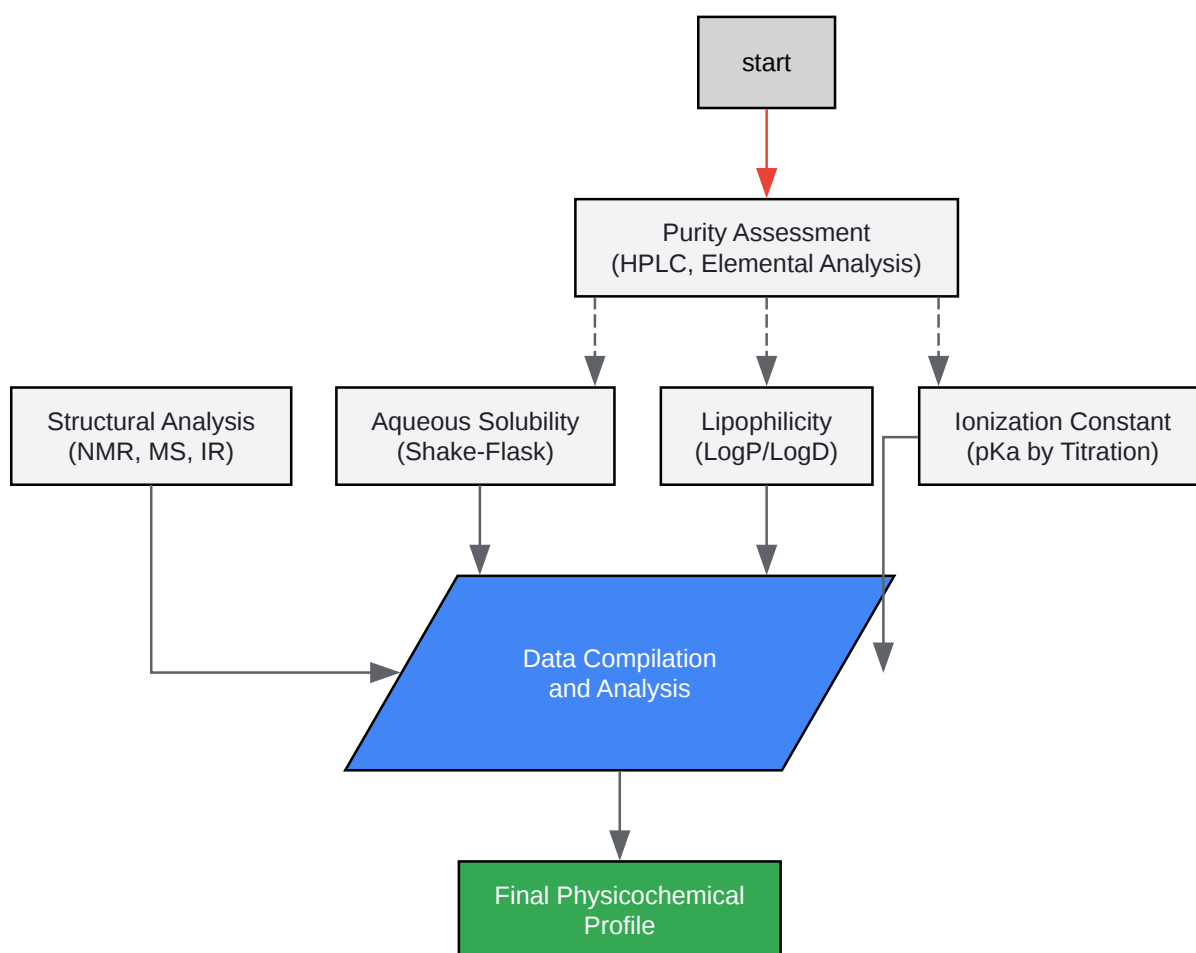 start
Purity Assessment
(HPLC, Elemental Analysis)
Structural Analysis
(NMR, MS, IR)
Aqueous Solubility
(Shake-Flask)
Lipophilicity
(LogP/LogD)
Ionization Constant
(pKa by Titration)
Data Compilation
and Analysis
Final Physicochemical
Profile